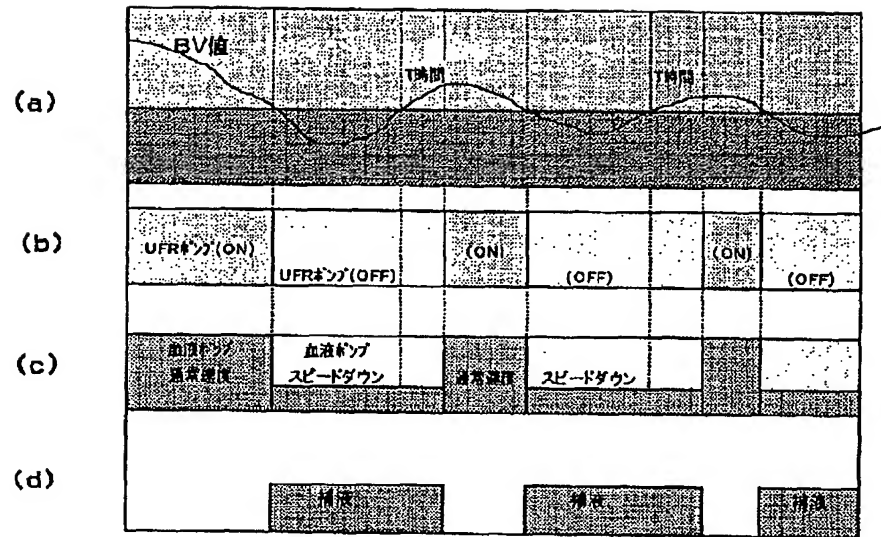 BV値
T時間
T時間
(a)
(b)
UFRポンプ(ON)
UFRポンプ(OFF)
(ON)
(OFF)
(ON)
(OFF)
(c)
血液ポンプ
通常速度
血液ポンプ
スピードダウン
通常速度
スピードダウン
(d)
補液
補液
補液